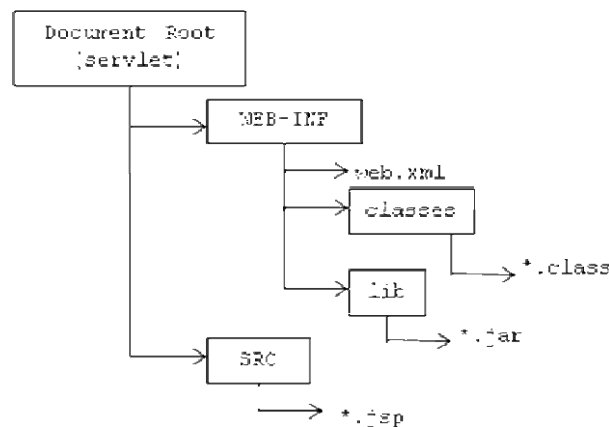 Document Root
(servlet)
WEB-INF
web.xml
classes
*.class
lib
*.jar
SRC
*.jsp